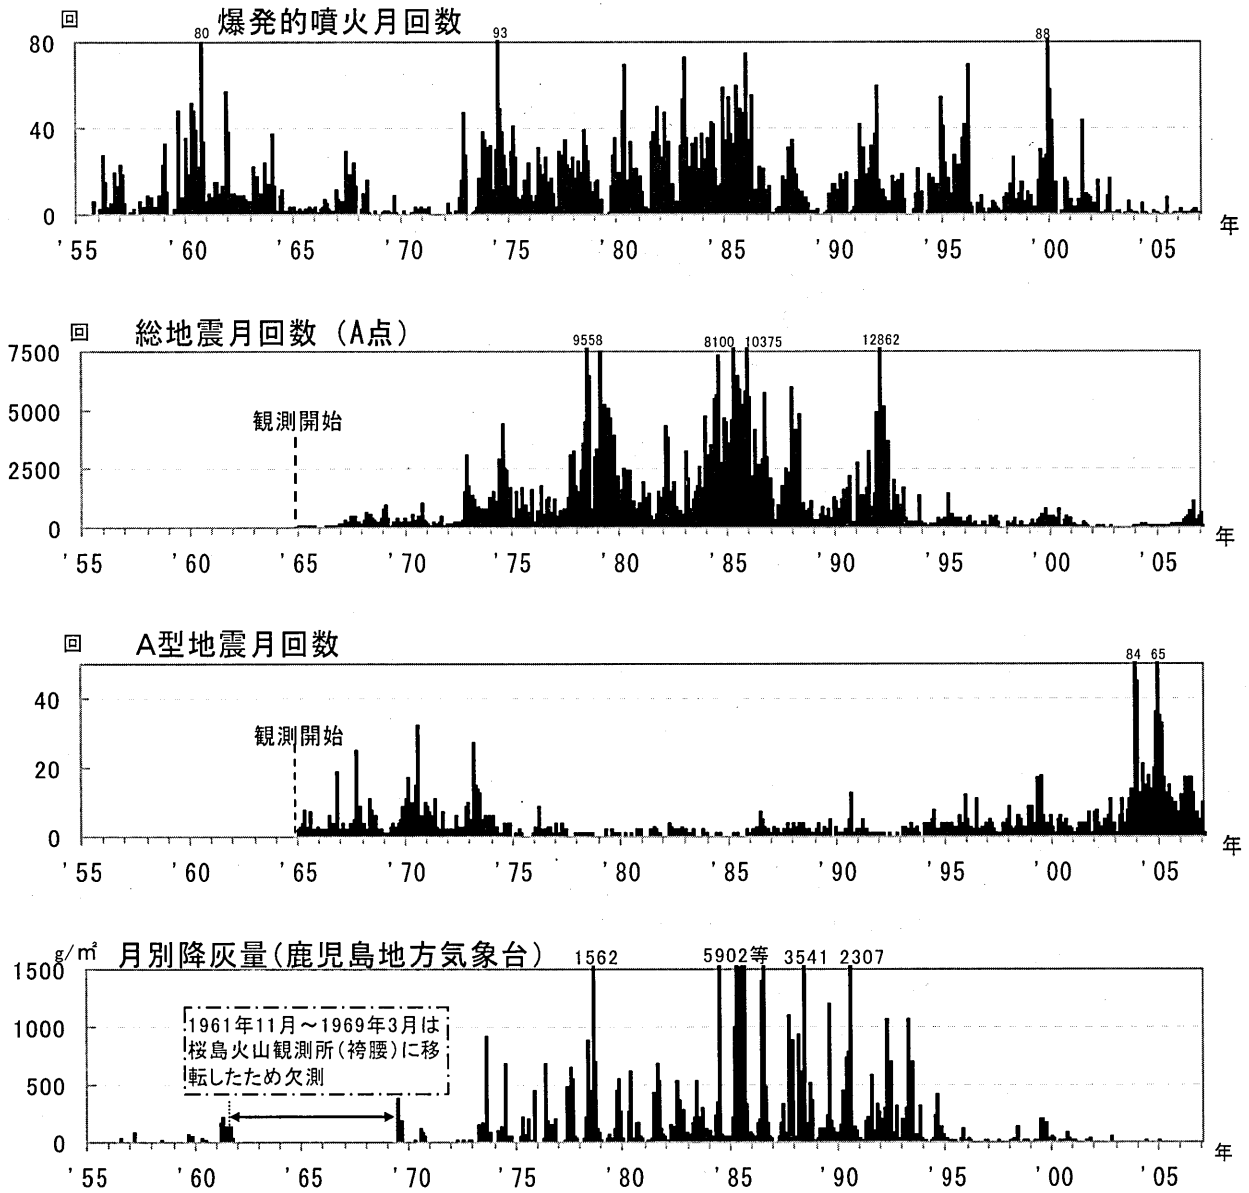 回 爆発的噴火月回数
80 93 88
80
40
0
'55 '60 '65 '70 '75 '80 '85 '90 '95 '00 '05 年
回 総地震月回数（A点）
9558 8100 10375 12862
7500
5000
2500
0
観測開始
'55 '60 '65 '70 '75 '80 '85 '90 '95 '00 '05 年
回 A型地震月回数
84 65
40
20
0
観測開始
'55 '60 '65 '70 '75 '80 '85 '90 '95 '00 '05 年
g/㎡ 月別降灰量（鹿児島地方気象台）
1562 5902等 3541 2307
1500
1000
500
0
1961年11月～1969年3月は
桜島火山観測所（袴腰）に移
転したため欠測
'55 '60 '65 '70 '75 '80 '85 '90 '95 '00 '05 年